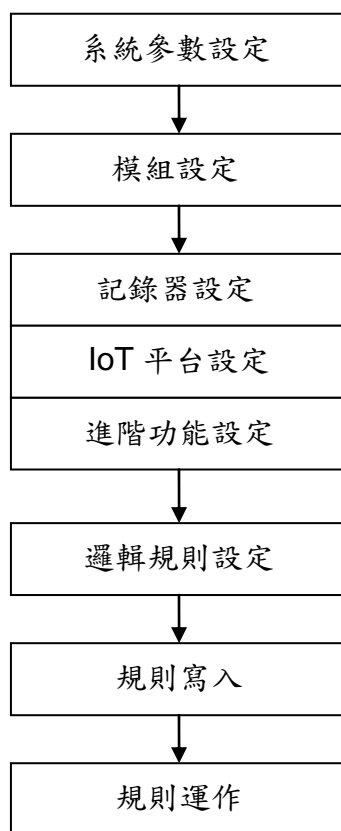 系統參數設定
模組設定
記錄器設定
IoT 平台設定
進階功能設定
邏輯規則設定
規則寫入
規則運作